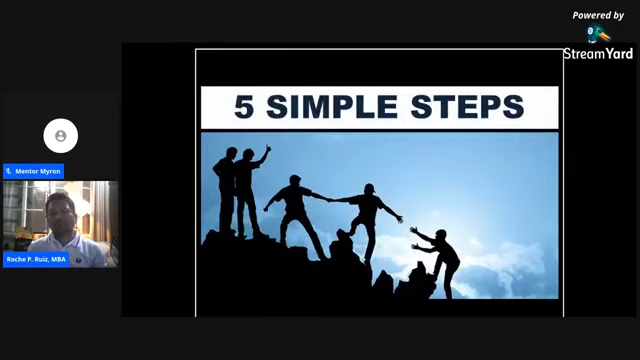 Powered by
StreamYard
5 SIMPLE STEPS
Mentor Myron
Roche P. Ruiz, MBA